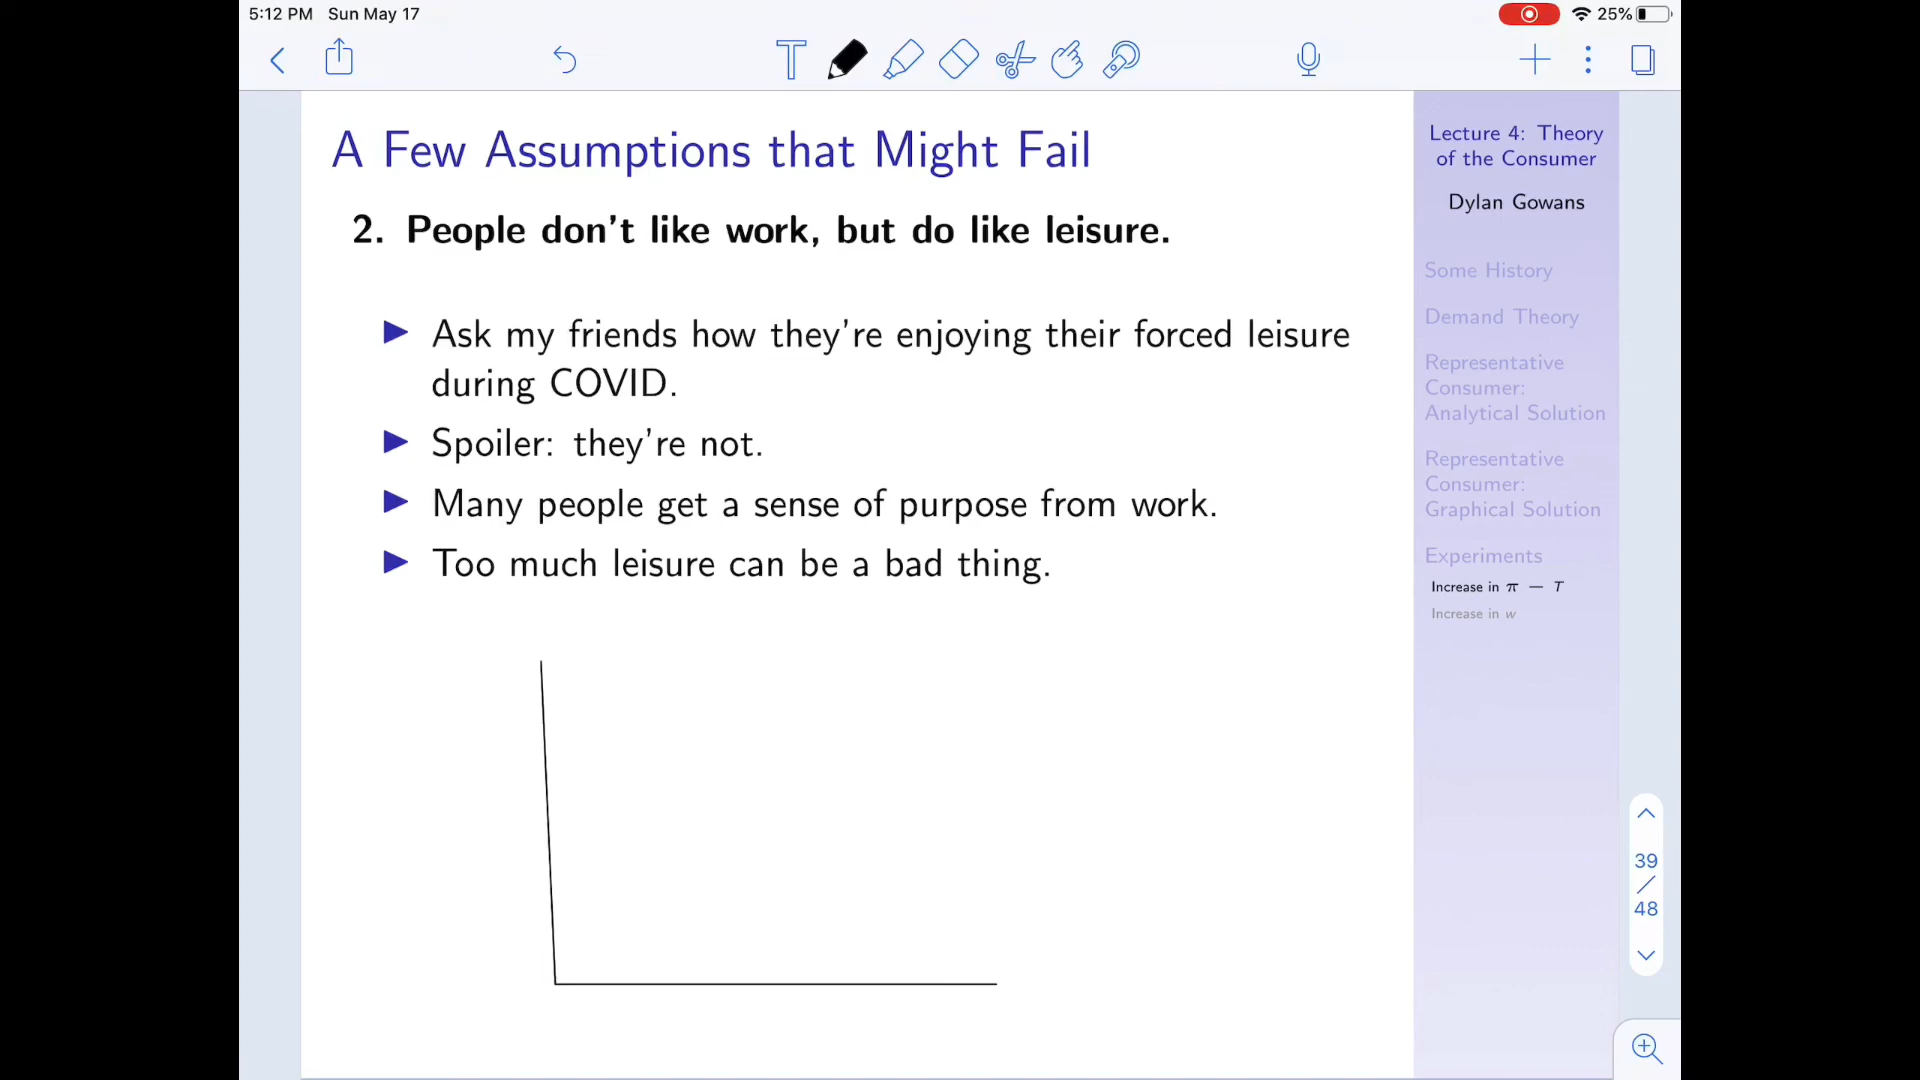 5:12 PM Sun May 17
25%
A Few Assumptions that Might Fail
2. People don't like work, but do like leisure.
Ask my friends how they're enjoying their forced leisure
during COVID.
Spoiler: they're not.
Many people get a sense of purpose from work.
Too much leisure can be a bad thing.
Lecture 4: Theory
of the Consumer
Dylan Gowans
Some History
Demand Theory
Representative
Consumer:
Analytical Solution
Representative
Consumer:
Graphical Solution
Experiments
Increase in π − T
Increase in w
39
/
48